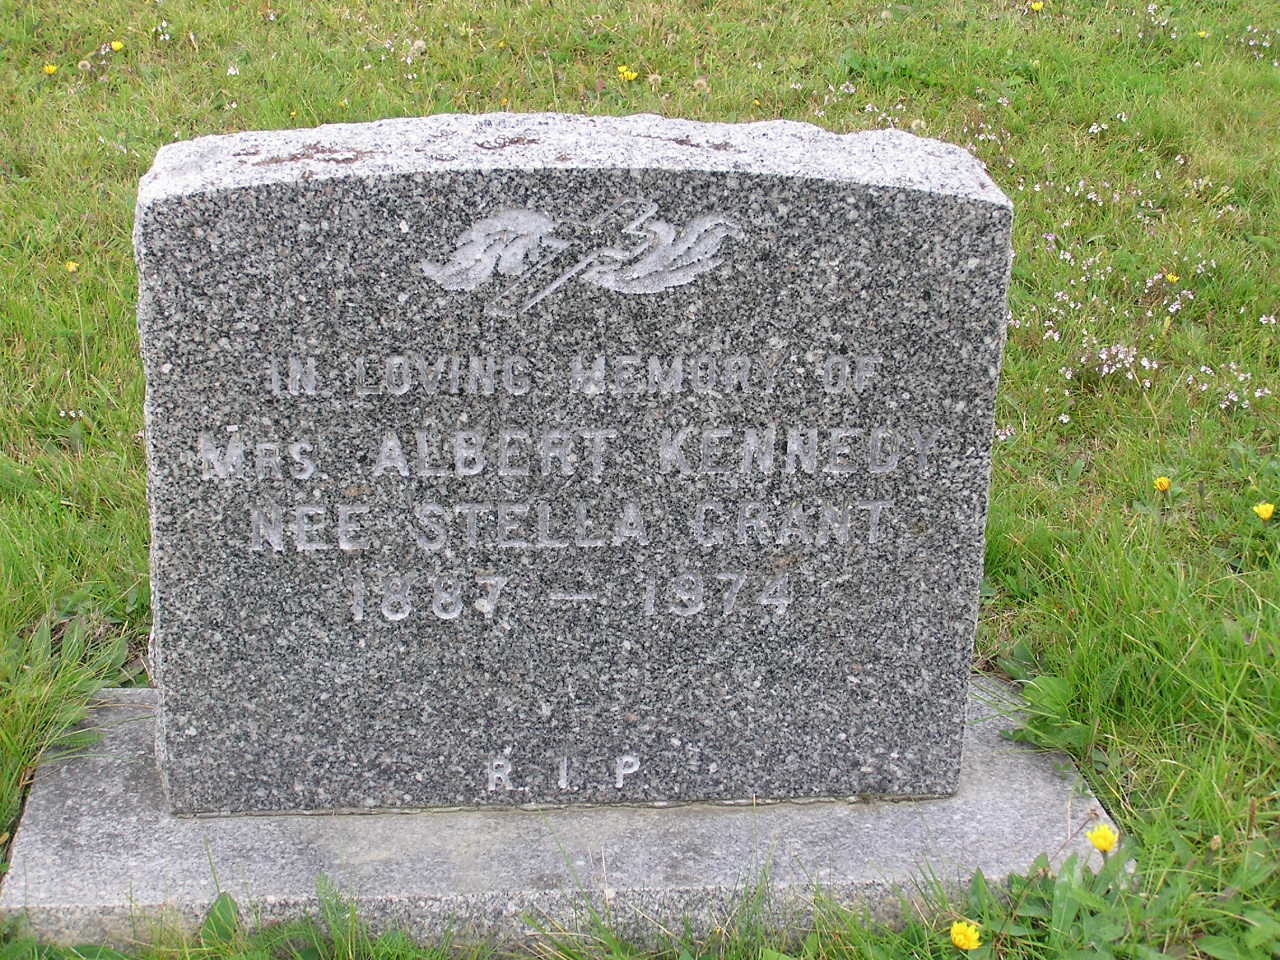 IN LOVING MEMORY OF
MRS. ALBERT KENNEDY
NEE STELLA GRANT
1887 — 1974
R.I.P